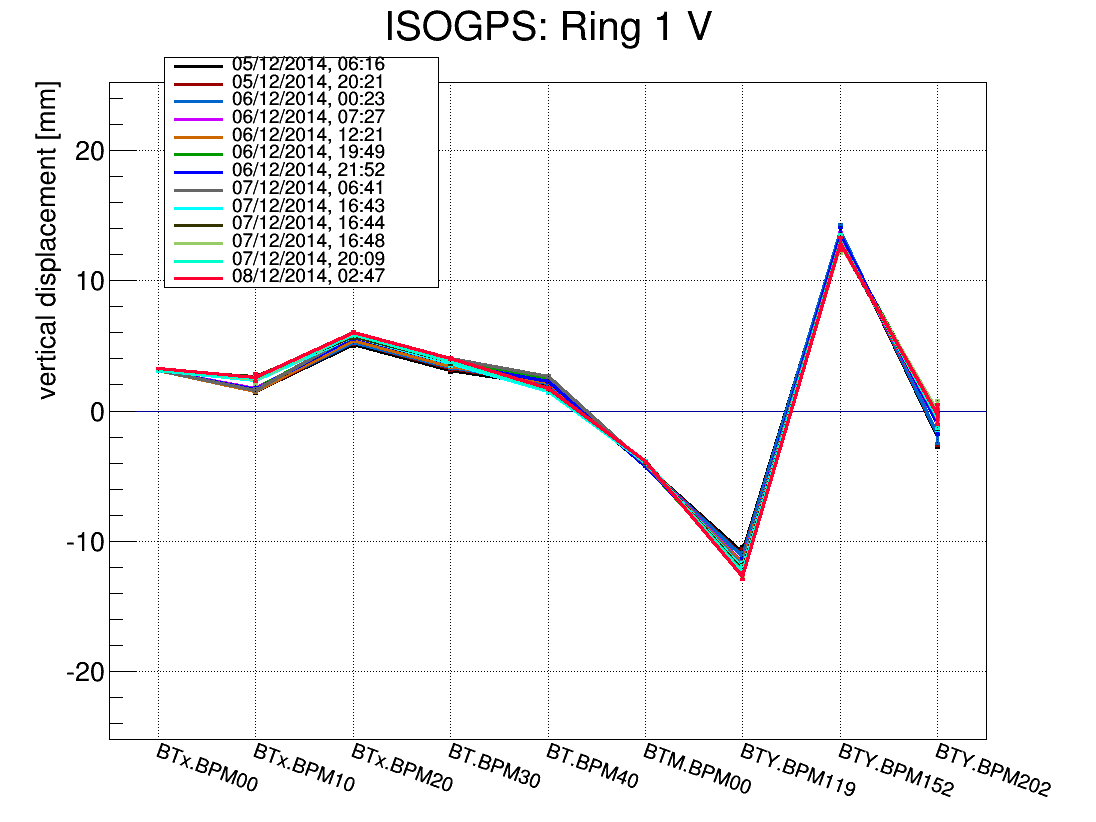 ISOGPS: Ring 1 V
vertical displacement [mm]
05/12/2014, 06:16
05/12/2014, 20:21
06/12/2014, 00:23
06/12/2014, 07:27
06/12/2014, 12:21
06/12/2014, 19:49
06/12/2014, 21:52
07/12/2014, 06:41
07/12/2014, 16:43
07/12/2014, 16:44
07/12/2014, 16:48
07/12/2014, 20:09
08/12/2014, 02:47
20
10
0
-10
-20
BTx.BPM00
BTx.BPM10
BTx.BPM20
BT.BPM30
BT.BPM40
BTM.BPM00
BTY.BPM119
BTY.BPM152
BTY.BPM202